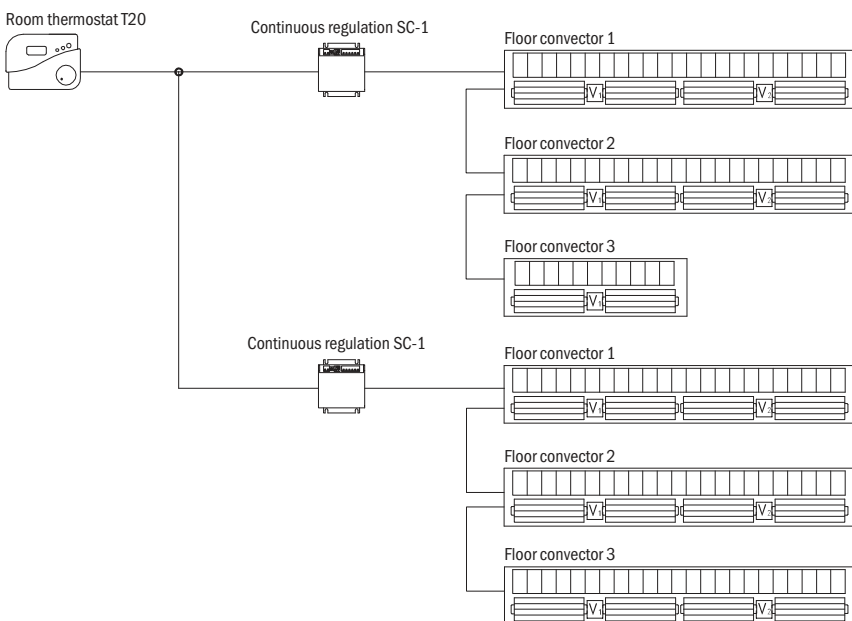 Room thermostat T20
Continuous regulation SC-1
Floor convector 1
V1
V2
Floor convector 2
V1
V2
Floor convector 3
V1
Continuous regulation SC-1
Floor convector 1
V1
V2
Floor convector 2
V1
V2
Floor convector 3
V1
V2